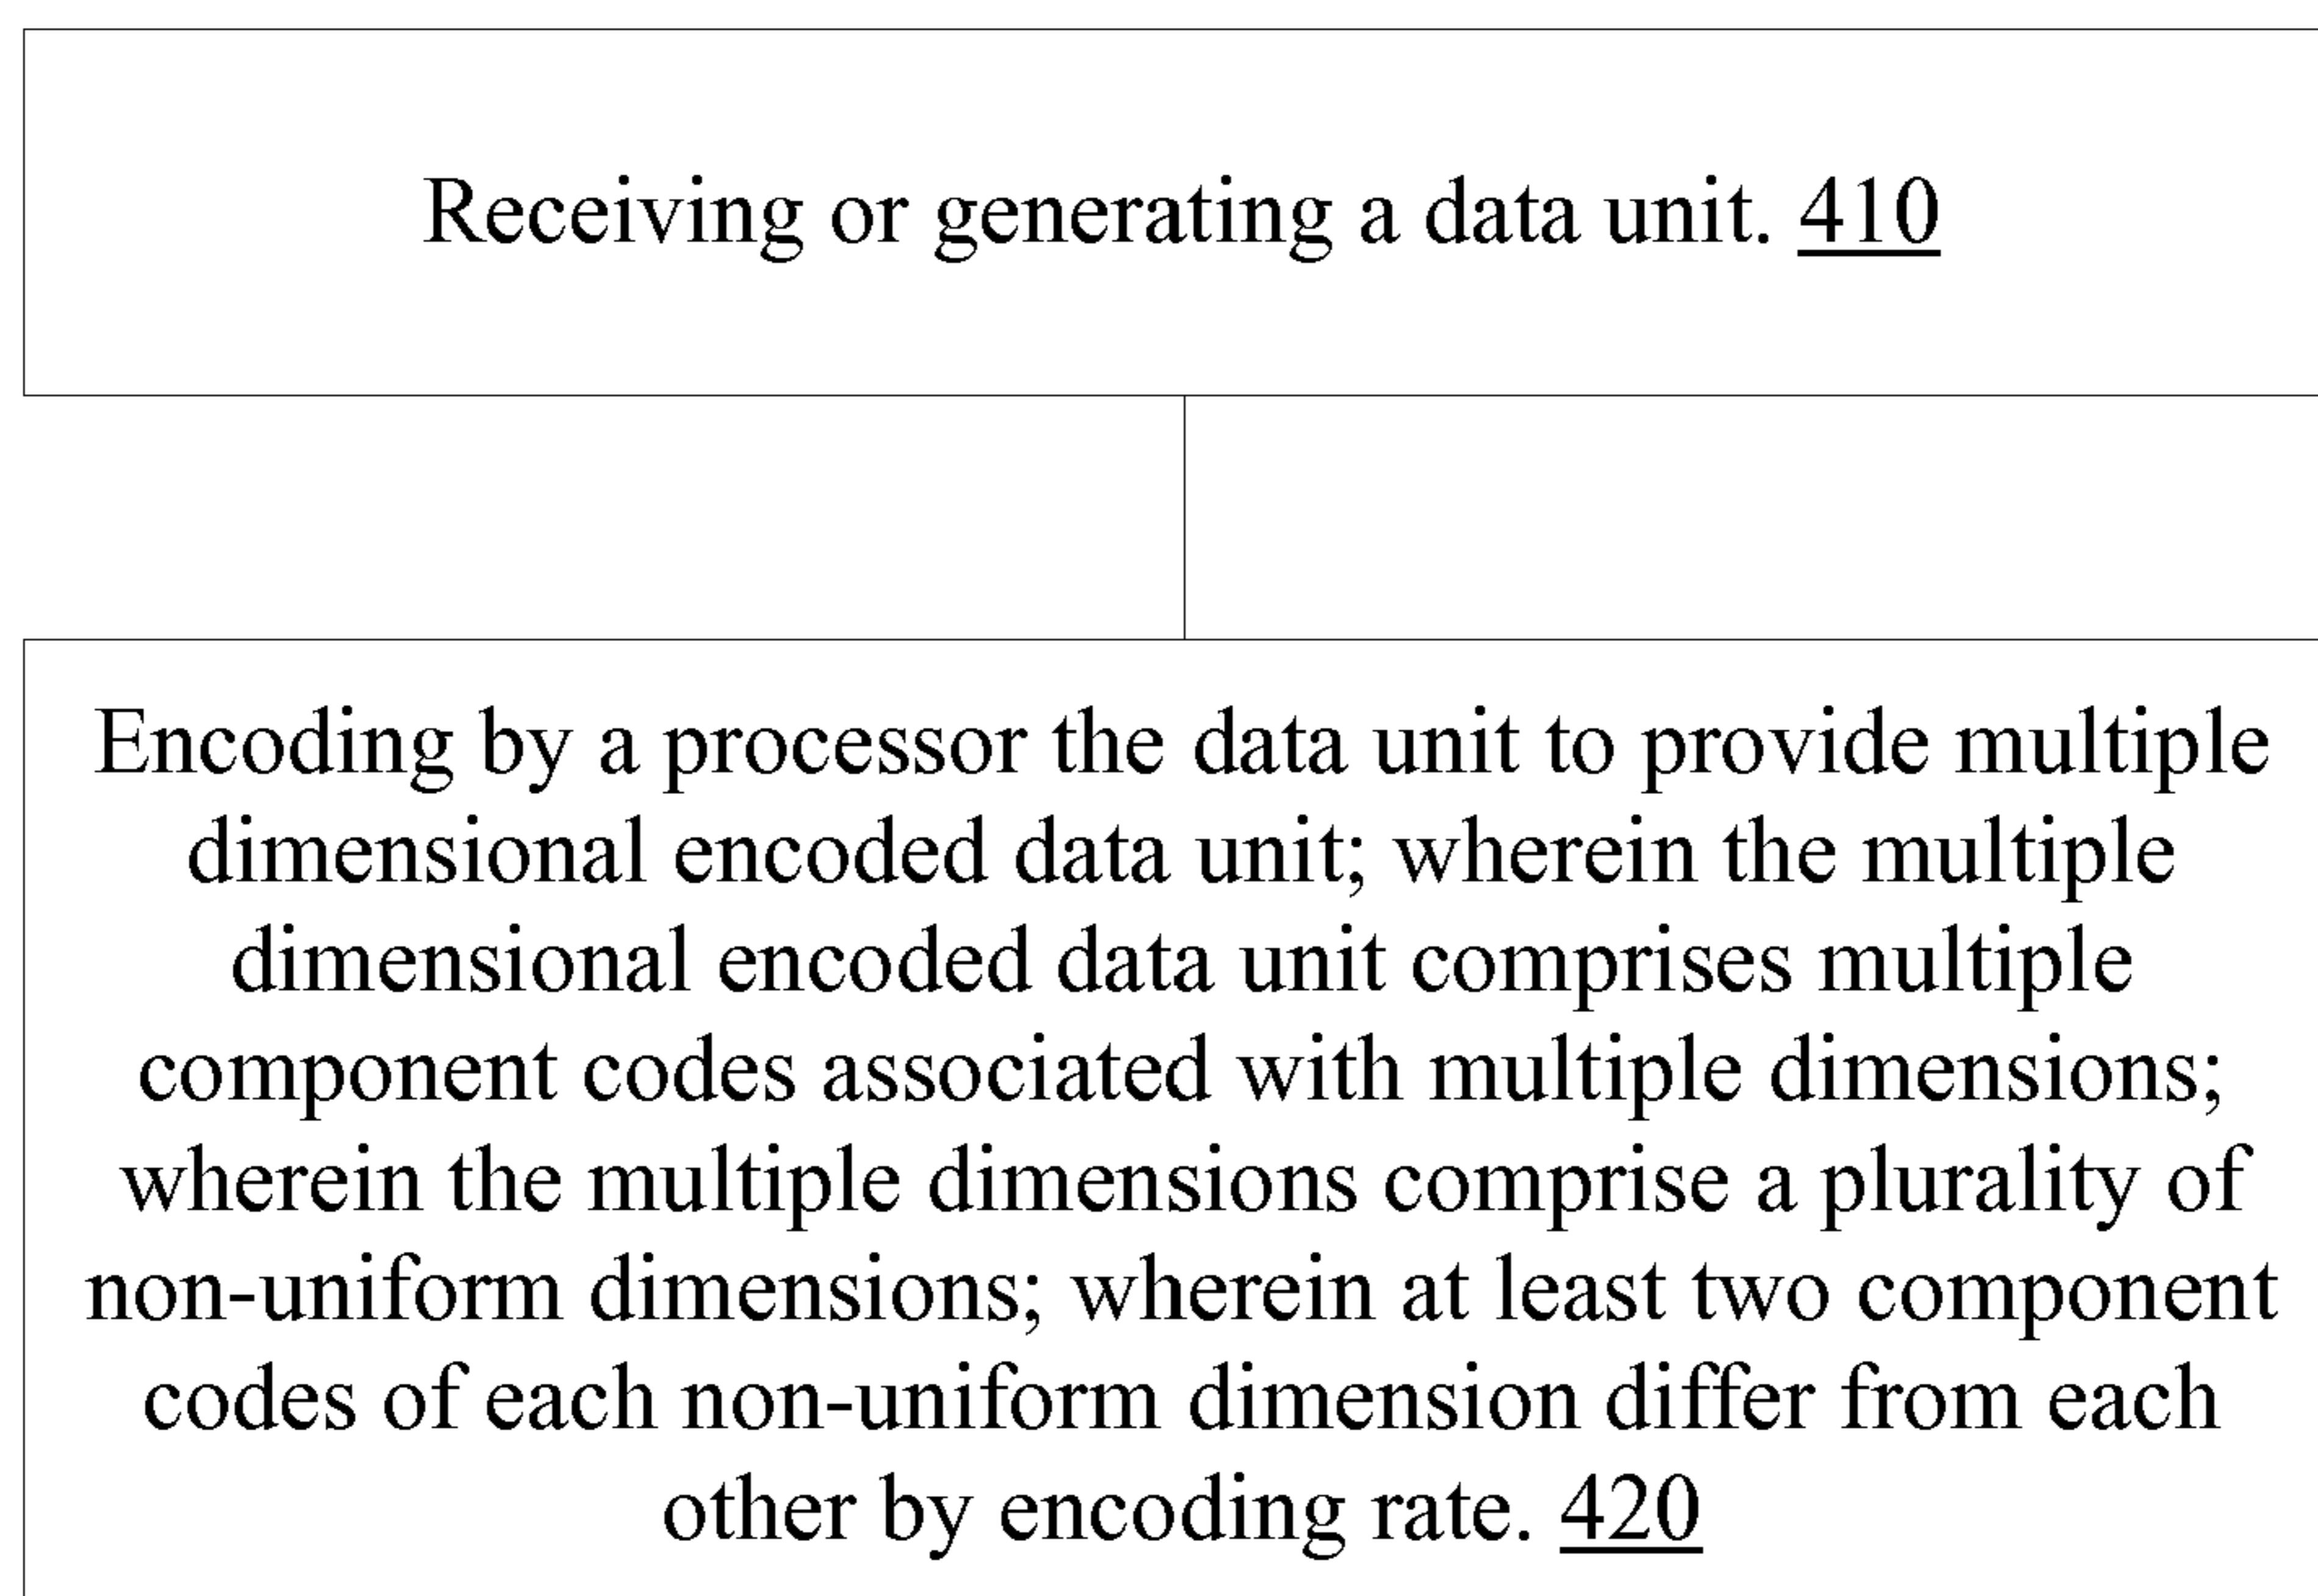 Receiving or generating a data unit. 410
Encoding by a processor the data unit to provide multiple
dimensional encoded data unit; wherein the multiple
dimensional encoded data unit comprises multiple
component codes associated with multiple dimensions;
wherein the multiple dimensions comprise a plurality of
non-uniform dimensions; wherein at least two component
codes of each non-uniform dimension differ from each
other by encoding rate. 420